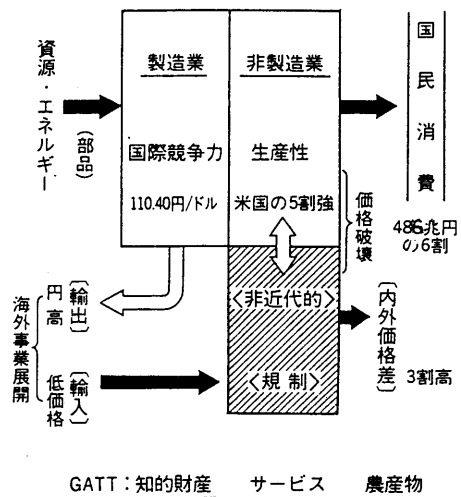 資源・エネルギー
（部品）
製造業
国際競争力
110.40円/ドル
非製造業
生産性
米国の5割強
国民消費
486兆円
の6割
価格破壊
〈非近代的〉
〈規制〉
〔内外価格差〕
3割高
海外事業展開
〔輸出〕
円高
〔輸入〕
低価格
GATT：知的財産 サービス 農産物